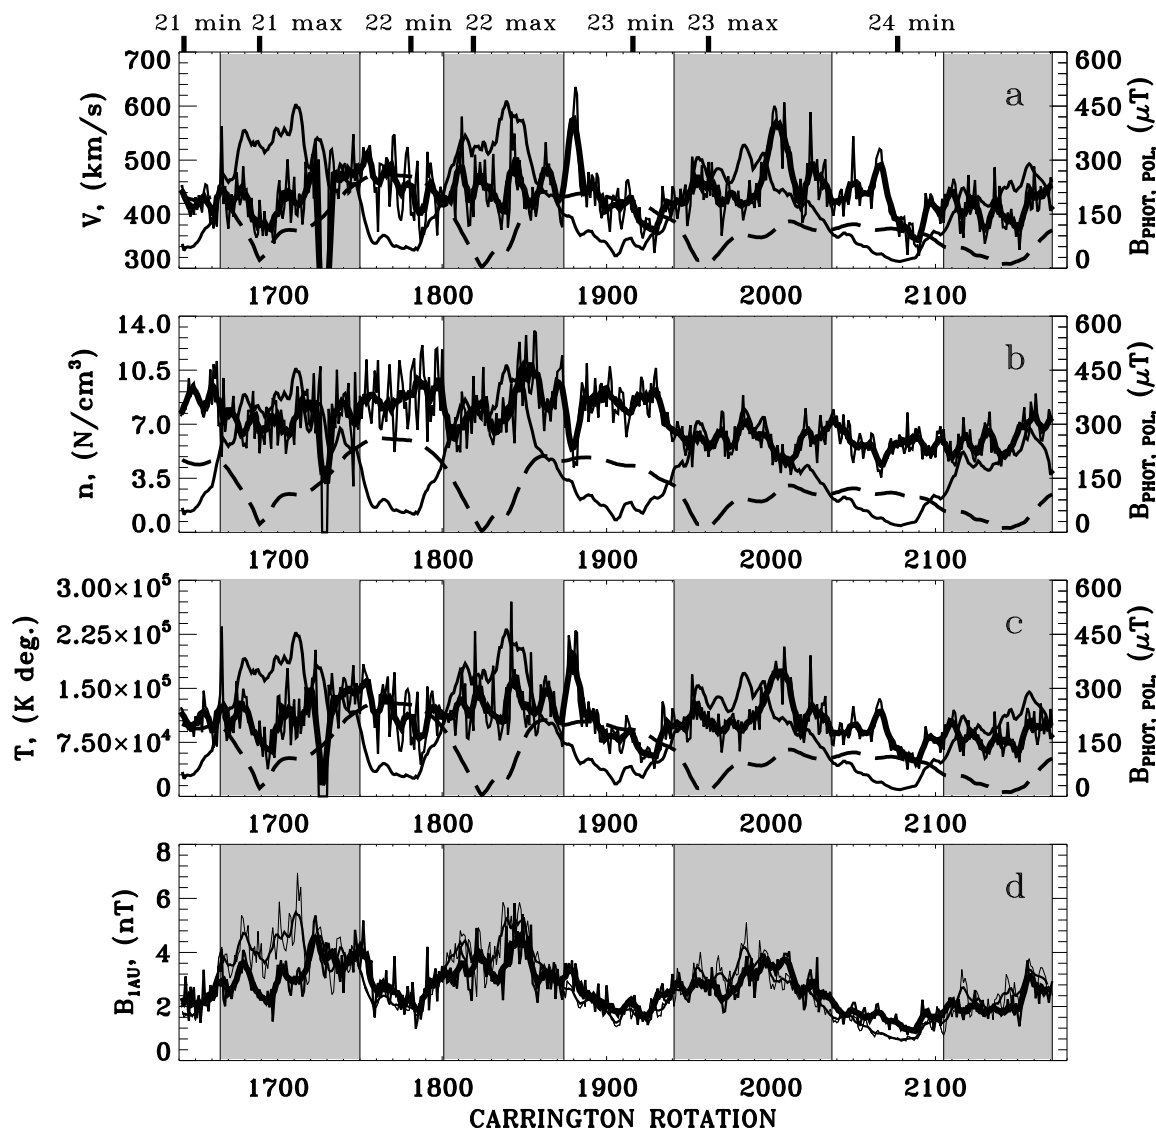 21 min 21 max 22 min 22 max 23 min 23 max 24 min
a
V, (km/s)
700
600
500
400
300
600
450
300
150
0
B_PHOT. POL. (μT)
1700 1800 1900 2000 2100
b
n, (N/cm³)
14.0
10.5
7.0
3.5
0.0
600
450
300
150
0
B_PHOT. POL. (μT)
1700 1800 1900 2000 2100
c
T, (K deg.)
3.00×10⁵
2.25×10⁵
1.50×10⁵
7.50×10⁴
0
600
450
300
150
0
B_PHOT. POL. (μT)
1700 1800 1900 2000 2100
d
B_1AU, (nT)
8
6
4
2
0
1700 1800 1900 2000 2100
CARRINGTON ROTATION